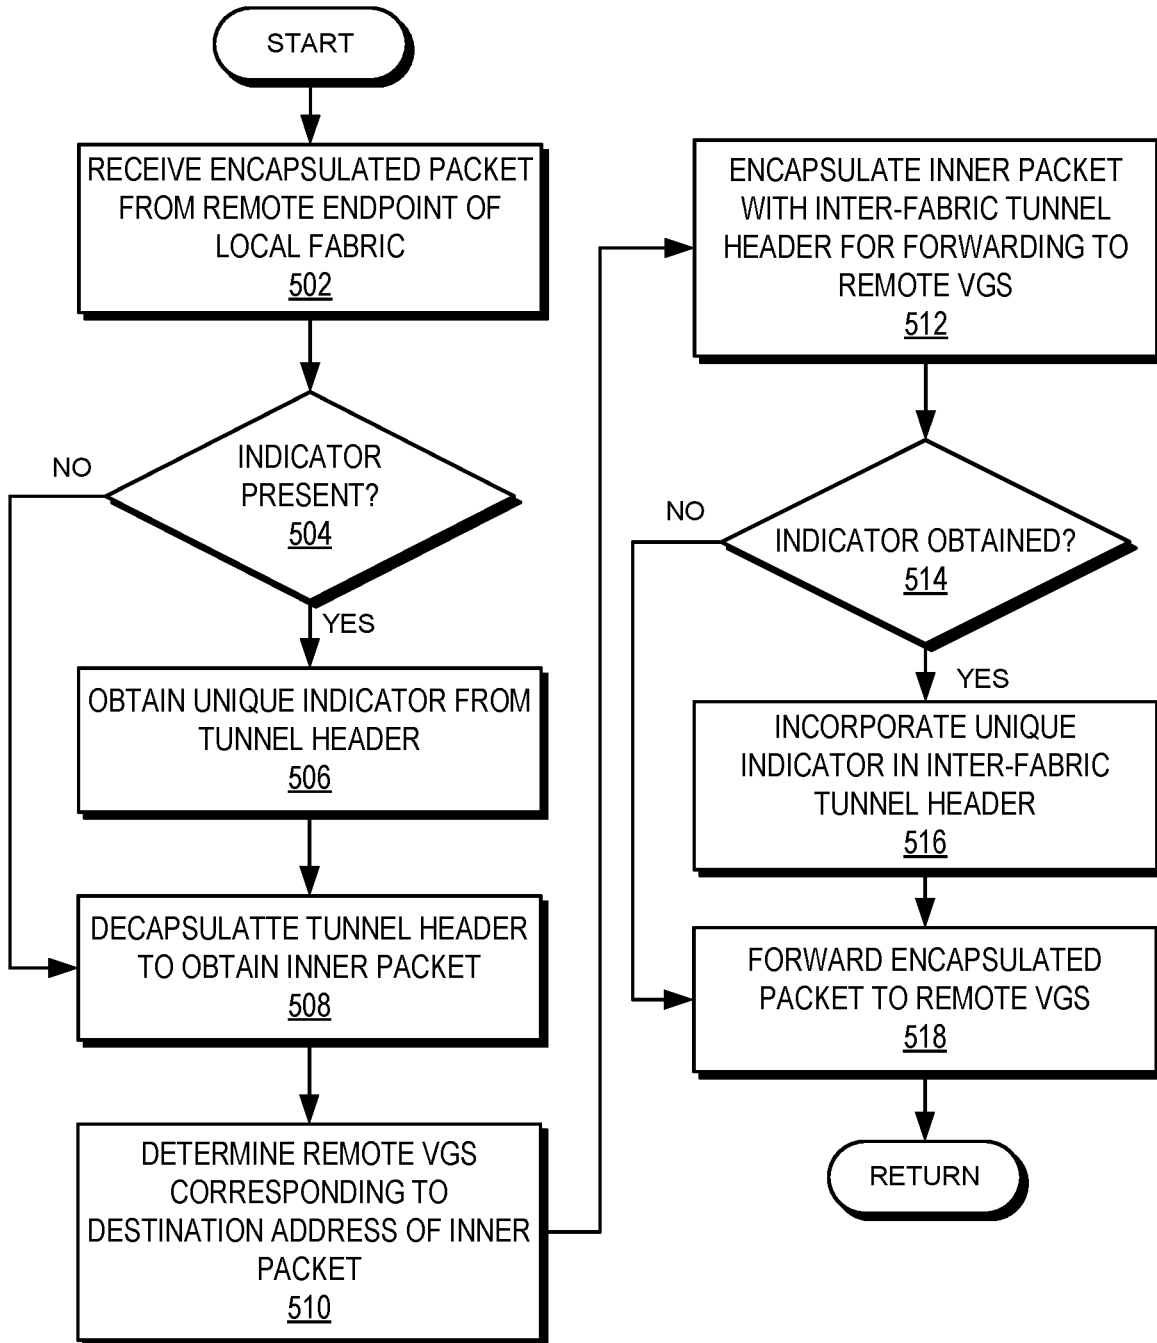 START
RECEIVE ENCAPSULATED PACKET
FROM REMOTE ENDPOINT OF
LOCAL FABRIC
502
INDICATOR
PRESENT?
504
NO
YES
OBTAIN UNIQUE INDICATOR FROM
TUNNEL HEADER
506
DECAPSULATTE TUNNEL HEADER
TO OBTAIN INNER PACKET
508
DETERMINE REMOTE VGS
CORRESPONDING TO
DESTINATION ADDRESS OF INNER
PACKET
510
ENCAPSULATE INNER PACKET
WITH INTER-FABRIC TUNNEL
HEADER FOR FORWARDING TO
REMOTE VGS
512
NO
INDICATOR OBTAINED?
514
YES
INCORPORATE UNIQUE
INDICATOR IN INTER-FABRIC
TUNNEL HEADER
516
FORWARD ENCAPSULATED
PACKET TO REMOTE VGS
518
RETURN